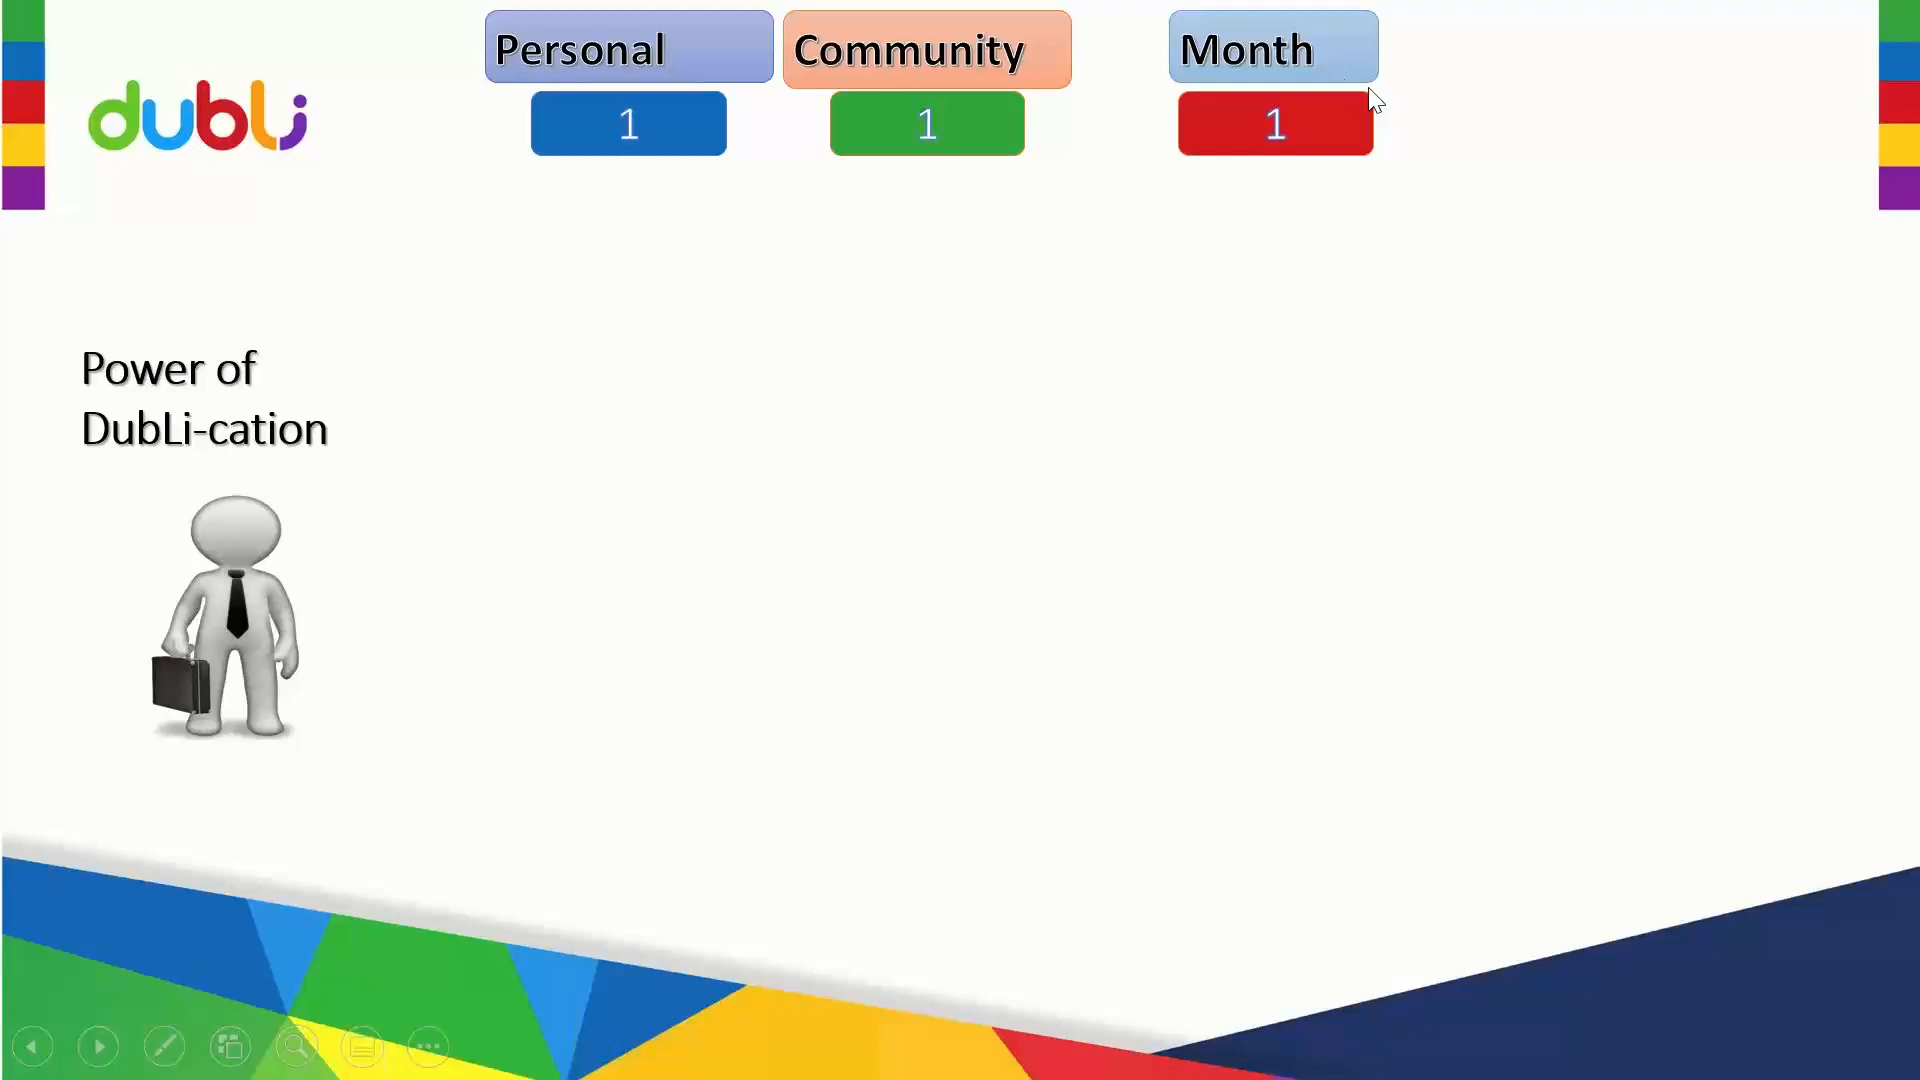 Personal
Community
Month
dubli
1
1
1
Power of
DubLi-cation